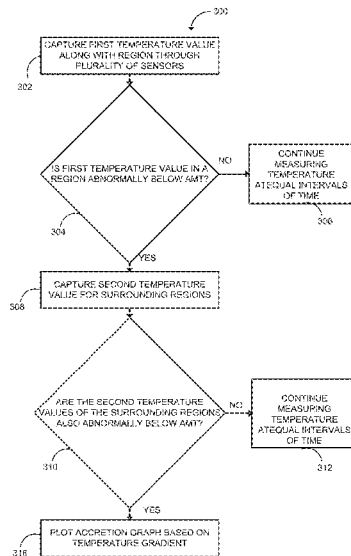 300
CAPTURE FIRST TEMPERATURE VALUE
ALONG WITH REGION THROUGH
PLURALITY OF SENSORS
302
IS FIRST TEMPERATURE VALUE IN A
REGION ABNORMALLY BELOW AMT?
NO
CONTINUE
MEASURING
TEMPERATURE
ATEQUAL INTERVALS
OF TIME
304
306
YES
CAPTURE SECOND TEMPERATURE
VALUE FOR SURROUNDING REGIONS
308
ARE THE SECOND TEMPERATURE
VALUES OF THE SURROUNDING REGIONS
ALSO ABNORMALLY BELOW AMT?
NO
CONTINUE
MEASURING
TEMPERATURE
ATEQUAL INTERVALS
OF TIME
310
312
YES
PLOT ACCRETION GRAPH BASED ON
TEMPERATURE GRADIENT
316